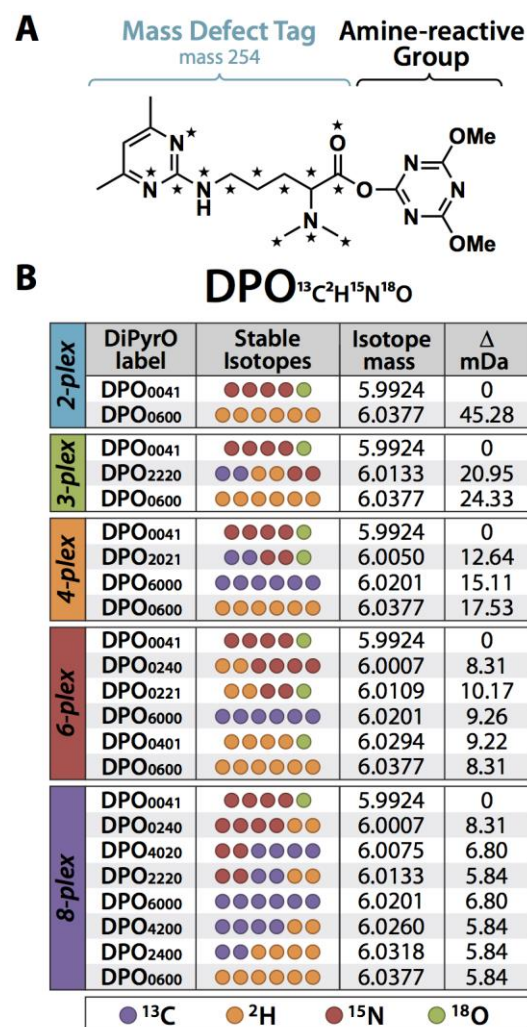 A
Mass Defect Tag
mass 254
Amine-reactive
Group
N
N
N
H
N
O
O
N
N
N
OMe
OMe
B
DPO¹³C²H¹⁵N¹⁸O
DiPyrO label Stable Isotopes Isotope mass Δ mDa
2-plex
DPO0041 5.9924 0
DPO0600 6.0377 45.28
3-plex
DPO0041 5.9924 0
DPO2220 6.0133 20.95
DPO0600 6.0377 24.33
4-plex
DPO0041 5.9924 0
DPO2021 6.0050 12.64
DPO6000 6.0201 15.11
DPO0600 6.0377 17.53
6-plex
DPO0041 5.9924 0
DPO0240 6.0007 8.31
DPO0221 6.0109 10.17
DPO6000 6.0201 9.26
DPO0401 6.0294 9.22
DPO0600 6.0377 8.31
8-plex
DPO0041 5.9924 0
DPO0240 6.0007 8.31
DPO4020 6.0075 6.80
DPO2220 6.0133 5.84
DPO6000 6.0201 6.80
DPO4200 6.0260 5.84
DPO2400 6.0318 5.84
DPO0600 6.0377 5.84
¹³C ²H ¹⁵N ¹⁸O